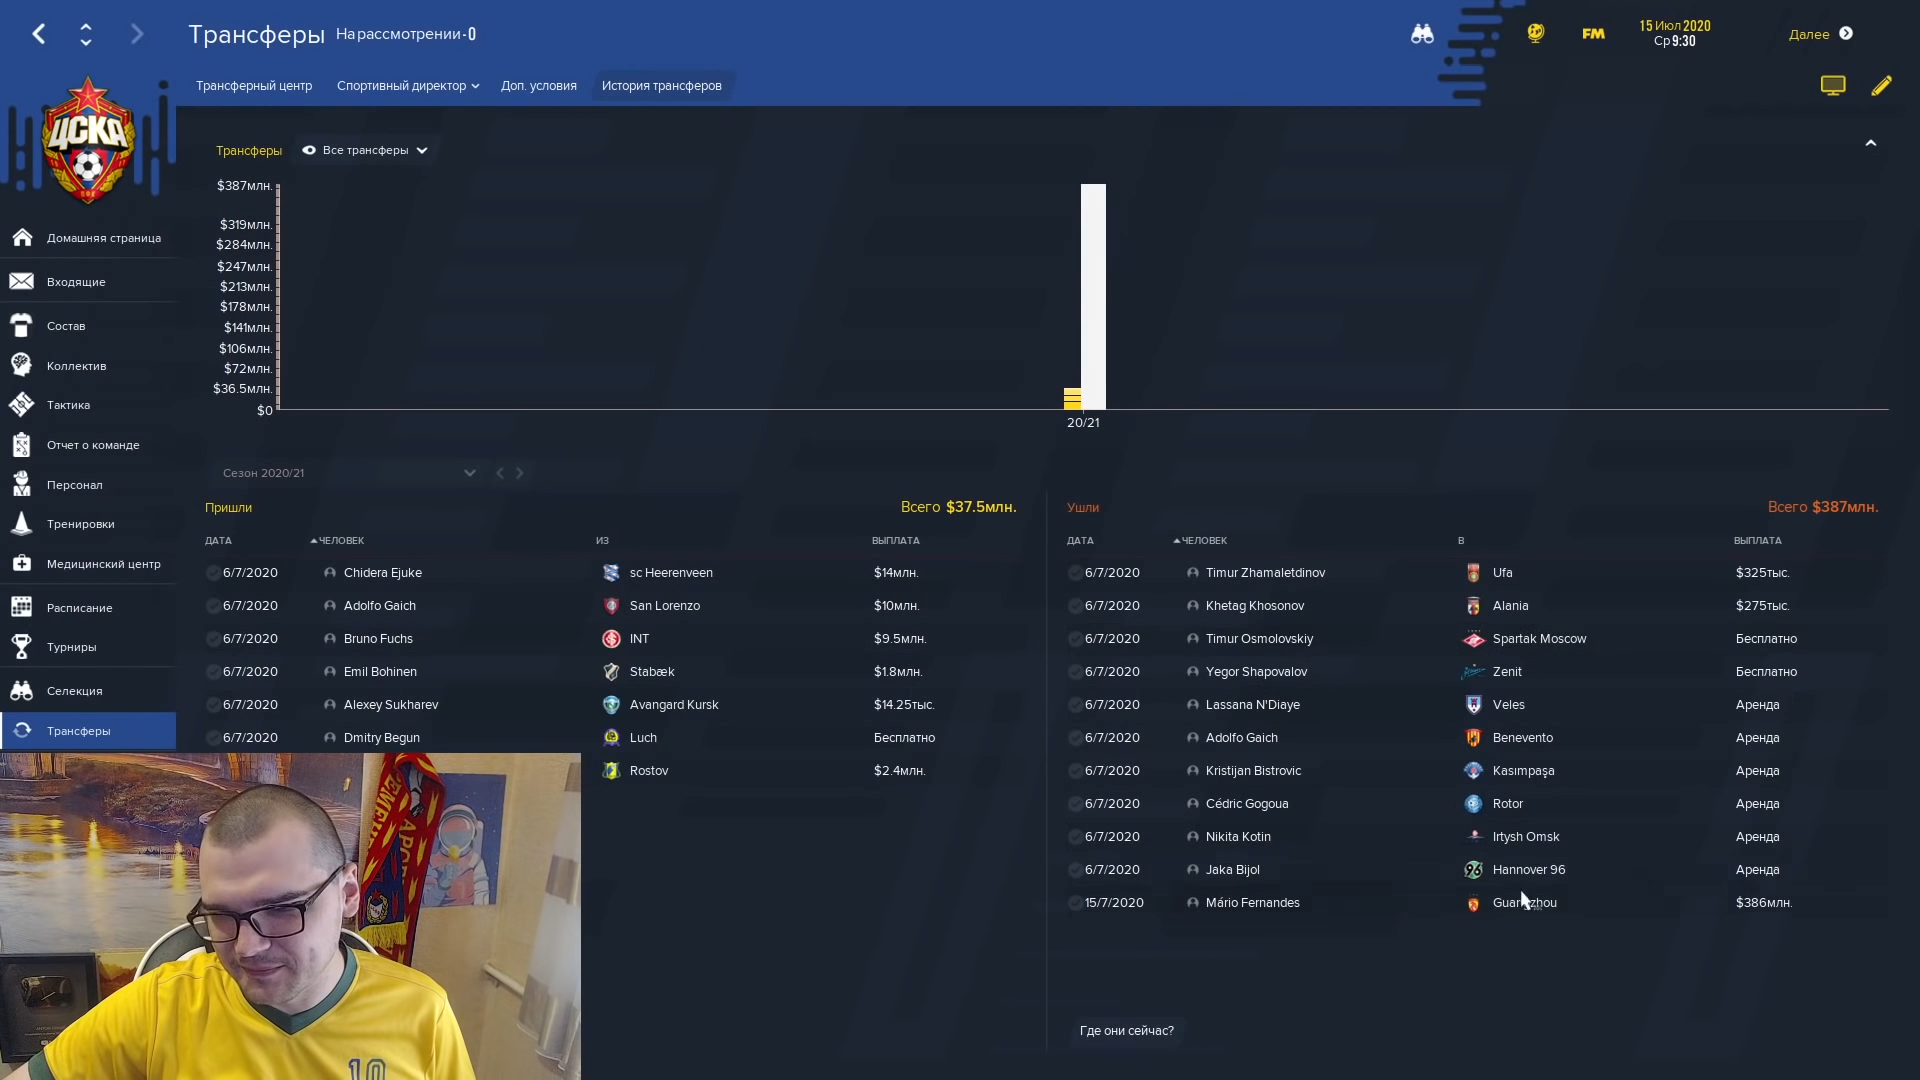 Трансферы На рассмотрении - 0
15 Июл 2020
Ср 9:30
Далее
FM
Трансферный центр Спортивный директор Доп. условия История трансферов
ЦСКА
Трансферы Все трансферы
$387млн.
$319млн.
$284млн.
$247млн.
$213млн.
$178млн.
$141млн.
$106млн.
$72млн.
$36.5млн.
$0
20/21
Домашняя страница
Входящие
Состав
Коллектив
Тактика
Отчет о команде
Персонал
Тренировки
Медицинский центр
Расписание
Турниры
Селекция
Трансферы
Сезон 2020/21
Пришли Всего $37.5млн.
ДАТА ЧЕЛОВЕК ИЗ ВЫПЛАТА
6/7/2020 Chidera Ejuke sc Heerenveen $14млн.
6/7/2020 Adolfo Gaich San Lorenzo $10млн.
6/7/2020 Bruno Fuchs INT $9.5млн.
6/7/2020 Emil Bohinen Stabæk $1.8млн.
6/7/2020 Alexey Sukharev Avangard Kursk $14.25тыс.
6/7/2020 Dmitry Begun Luch Бесплатно
Rostov $2.4млн.
Ушли Всего $387млн.
ДАТА ЧЕЛОВЕК В ВЫПЛАТА
6/7/2020 Timur Zhamaletdinov Ufa $325тыс.
6/7/2020 Khetag Khosonov Alania $275тыс.
6/7/2020 Timur Osmolovskiy Spartak Moscow Бесплатно
6/7/2020 Yegor Shapovalov Zenit Бесплатно
6/7/2020 Lassana N'Diaye Veles Аренда
6/7/2020 Adolfo Gaich Benevento Аренда
6/7/2020 Kristijan Bistrovic Kasımpaşa Аренда
6/7/2020 Cédric Gogoua Rotor Аренда
6/7/2020 Nikita Kotin Irtysh Omsk Аренда
6/7/2020 Jaka Bijol Hannover 96 Аренда
15/7/2020 Mário Fernandes Guangzhou $386млн.
Где они сейчас?
10